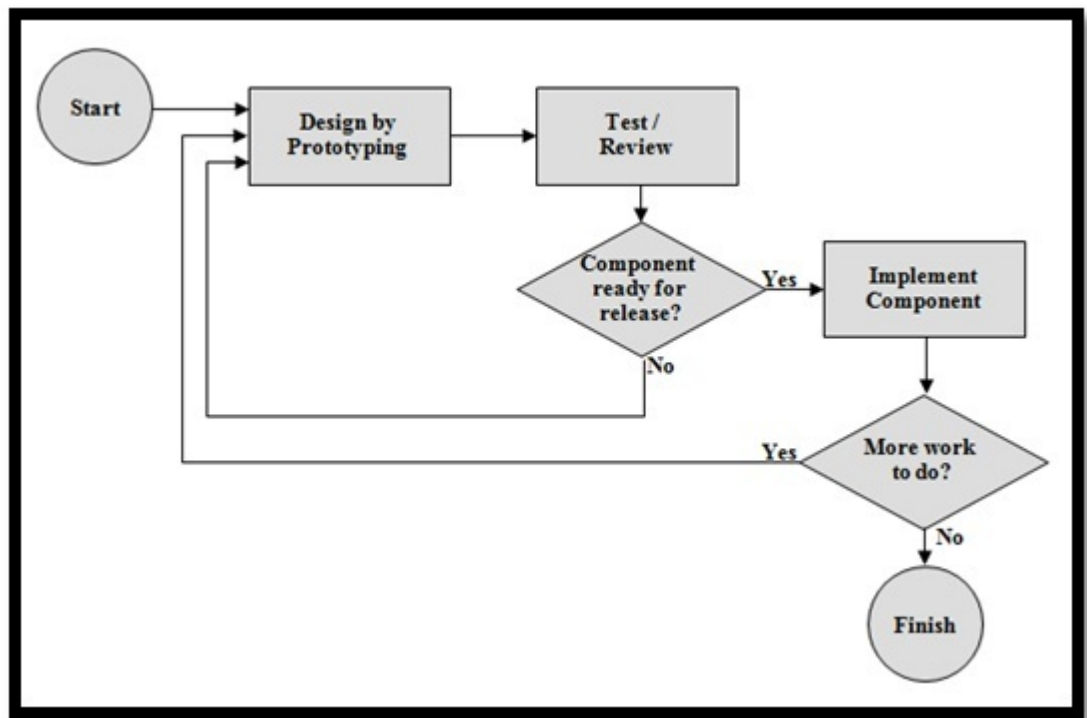 Start
Design by
Prototyping
Test /
Review
Component
ready for
release?
Yes
Implement
Component
No
More work
to do?
Yes
No
Finish